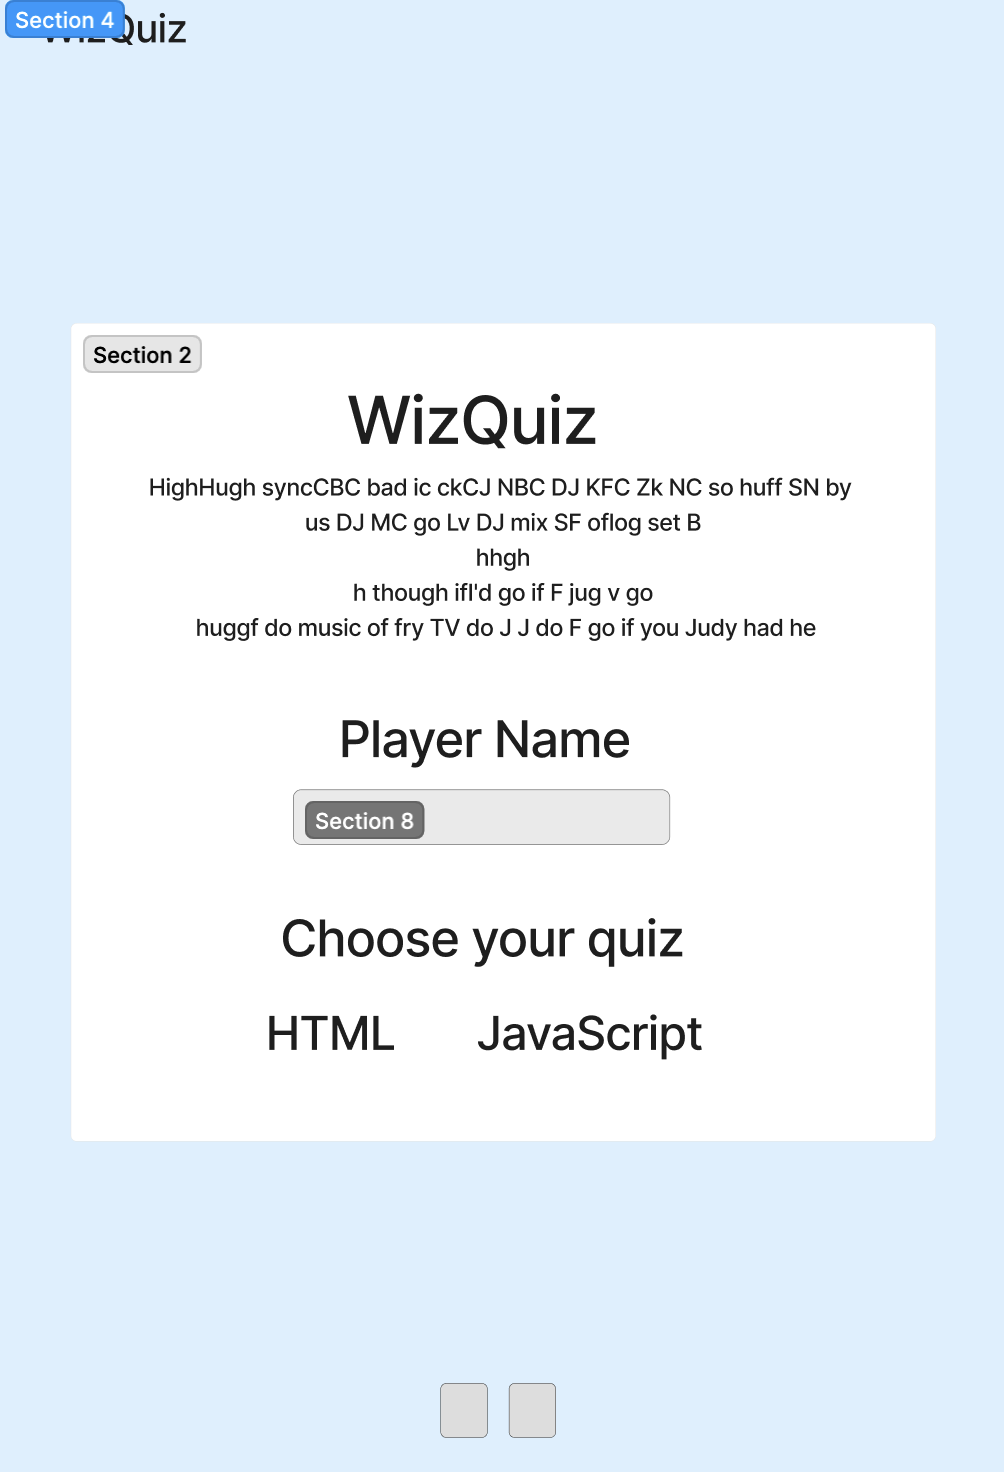 Section 4
WizQuiz
Section 2
WizQuiz
HighHugh syncCBC bad ic ckCJ NBC DJ KFC Zk NC so huff SN by
us DJ MC go Lv DJ mix SF oflog set B
hhgh
h though ifI'd go if F jug v go
huggf do music of fry TV do J J do F go if you Judy had he
Player Name
Section 8
Choose your quiz
HTML JavaScript